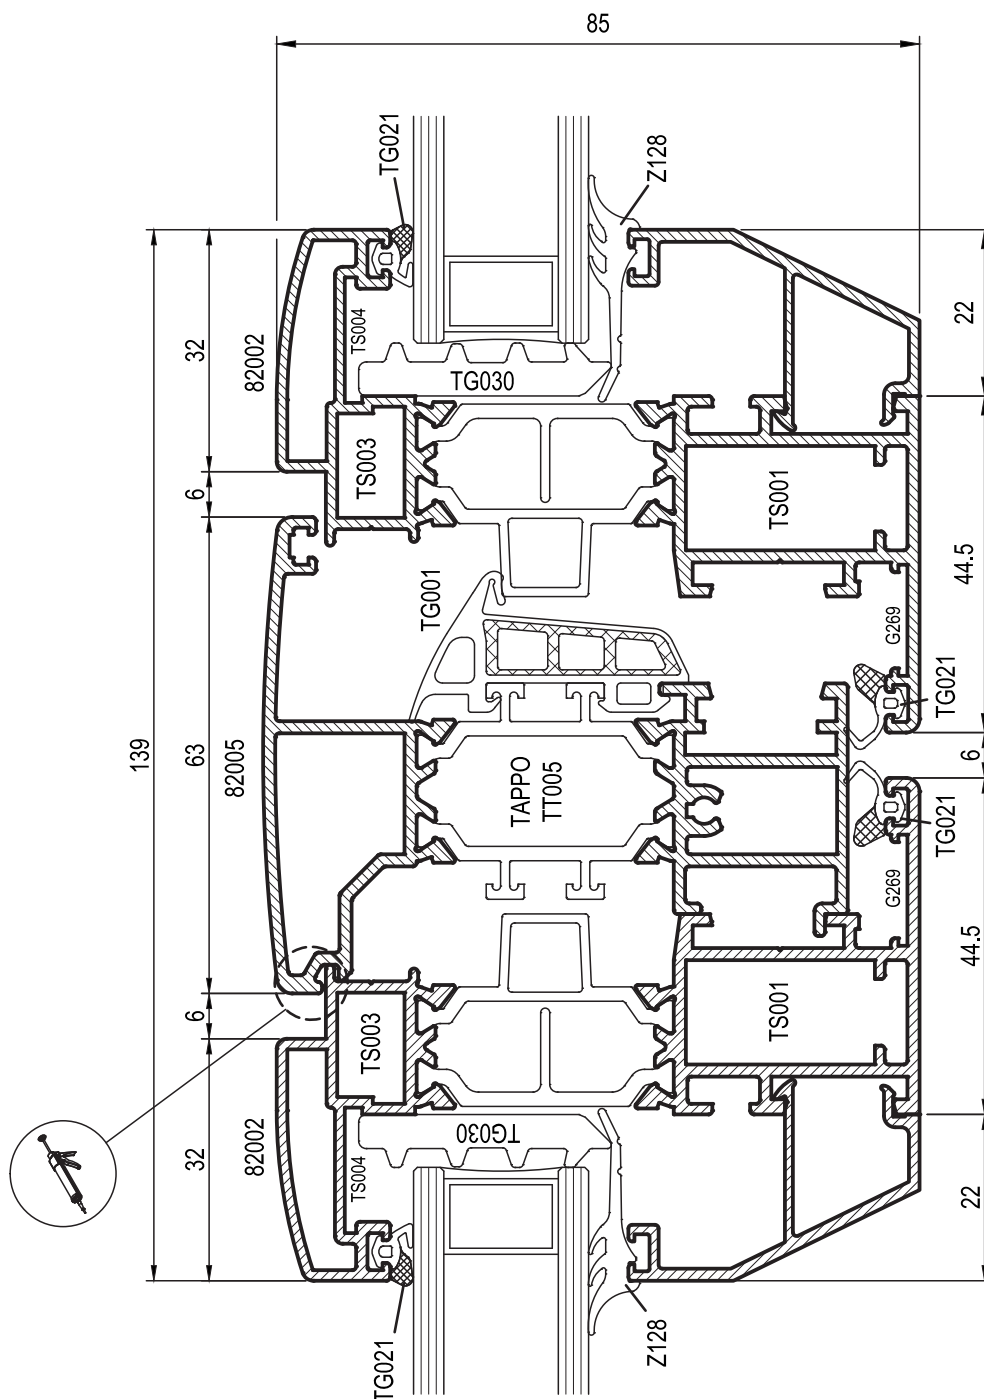 85
TG021
Z128
32
82002
TS004
TG030
22
6
TS003
TS001
44.5
139
63
82005
TG001
G269
TG021
6
TAPPO
TT005
TG021
G269
44.5
6
TS003
TS001
32
82002
TS004
TG030
22
TG021
Z128